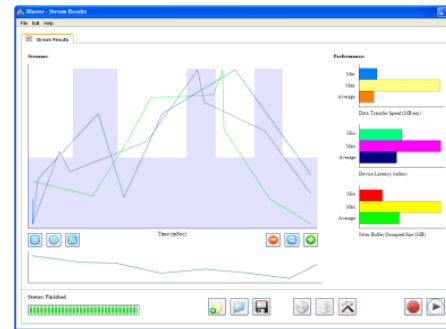 Blaster - Stream Results
File Edit Help
Stream Results
Streams:
Time (mSec)
Status: Finished
Performance:
Min
Max
Average
Data Transfer Speed (MB/sec)
Min
Max
Average
Device Latency (mSec)
Min
Max
Average
Jitter Buffer Occupied Size (MB)